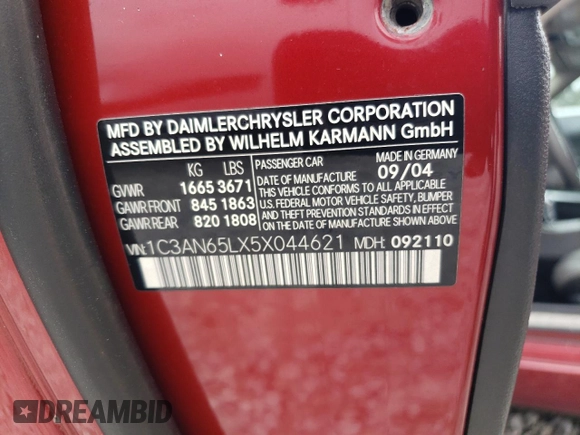 MFD BY DAIMLERCHRYSLER CORPORATION
ASSEMBLED BY WILHELM KARMANN GmbH
KG LBS
GVWR 1665 3671
GAWR FRONT 845 1863
GAWR REAR 820 1808
PASSENGER CAR MADE IN GERMANY
DATE OF MANUFACTURE 09/04
THIS VEHICLE CONFORMS TO ALL APPLICABLE
U.S. FEDERAL MOTOR VEHICLE SAFETY, BUMPER
AND THEFT PREVENTION STANDARDS IN EFFECT
ON THE DATE OF MANUFACTURE SHOWN ABOVE
VIN:1C3AN65LX5X044621 MDH: 092110
DREAMBID